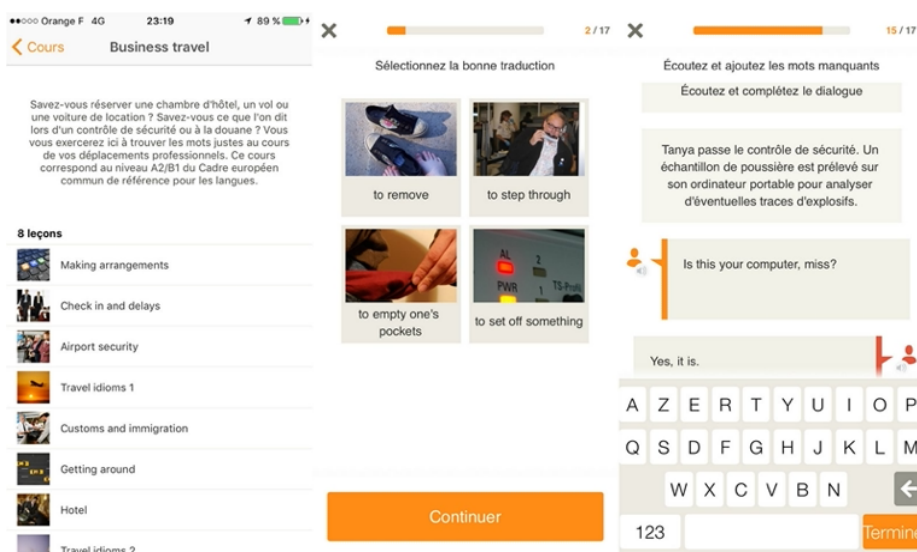 Orange F 4G 23:19 89 %
Cours Business travel
Savez-vous réserver une chambre d'hôtel, un vol ou
une voiture de location ? Savez-vous ce que l'on dit
lors d'un contrôle de sécurité ou à la douane ? Vous
vous exercerez ici à trouver les mots justes au cours
de vos déplacements professionnels. Ce cours
correspond au niveau A2/B1 du Cadre européen
commun de référence pour les langues.
8 leçons
Making arrangements
Check in and delays
Airport security
Travel idioms 1
Customs and immigration
Getting around
Hotel
Travel idioms 2
2 / 17
Sélectionnez la bonne traduction
to remove
to step through
AL 2
PWR 1 TS-Profi
to empty one's
pockets
to set off something
Continuer
15 / 17
Écoutez et ajoutez les mots manquants
Écoutez et complétez le dialogue
Tanya passe le contrôle de sécurité. Un
échantillon de poussière est prélevé sur
son ordinateur portable pour analyser
d'éventuelles traces d'explosifs.
Is this your computer, miss?
Yes, it is.
A Z E R T Y U I O P
Q S D F G H J K L M
W X C V B N
123 Termine